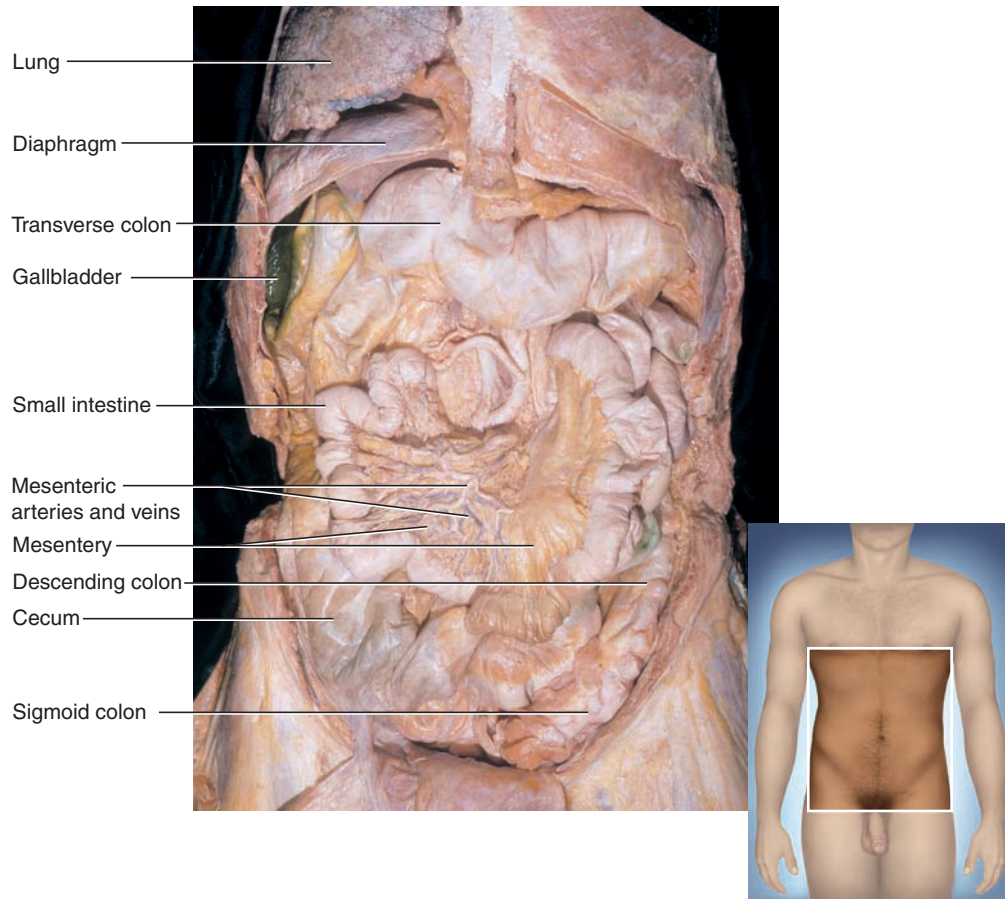 Lung
Diaphragm
Transverse colon
Gallbladder
Small intestine
Mesenteric
arteries and veins
Mesentery
Descending colon
Cecum
Sigmoid colon